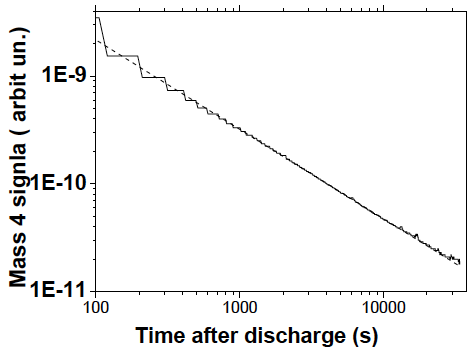 Mass 4 signla ( arbit un.)
1E-9
1E-10
1E-11
100
1000
10000
Time after discharge (s)